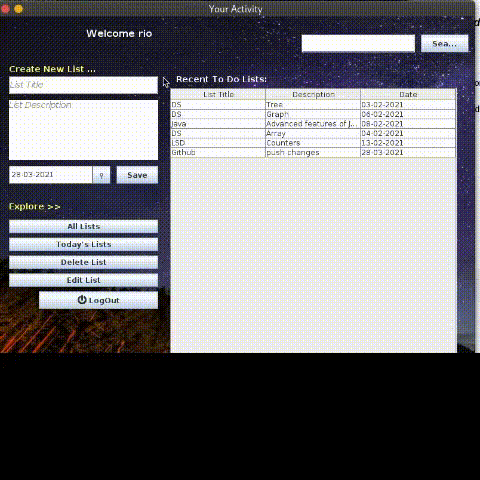 Your Activity
Welcome rio
Sea...
Create New List ...
List Title
List Description
28-03-2021
Save
Explore >>
All Lists
Today's Lists
Delete List
Edit List
LogOut
Recent To Do Lists:
List Title Description Date
DS Tree 03-02-2021
DS Graph 06-02-2021
java Advanced features of J... 08-02-2021
DS Array 04-02-2021
LSD Counters 13-02-2021
Github push changes 28-03-2021